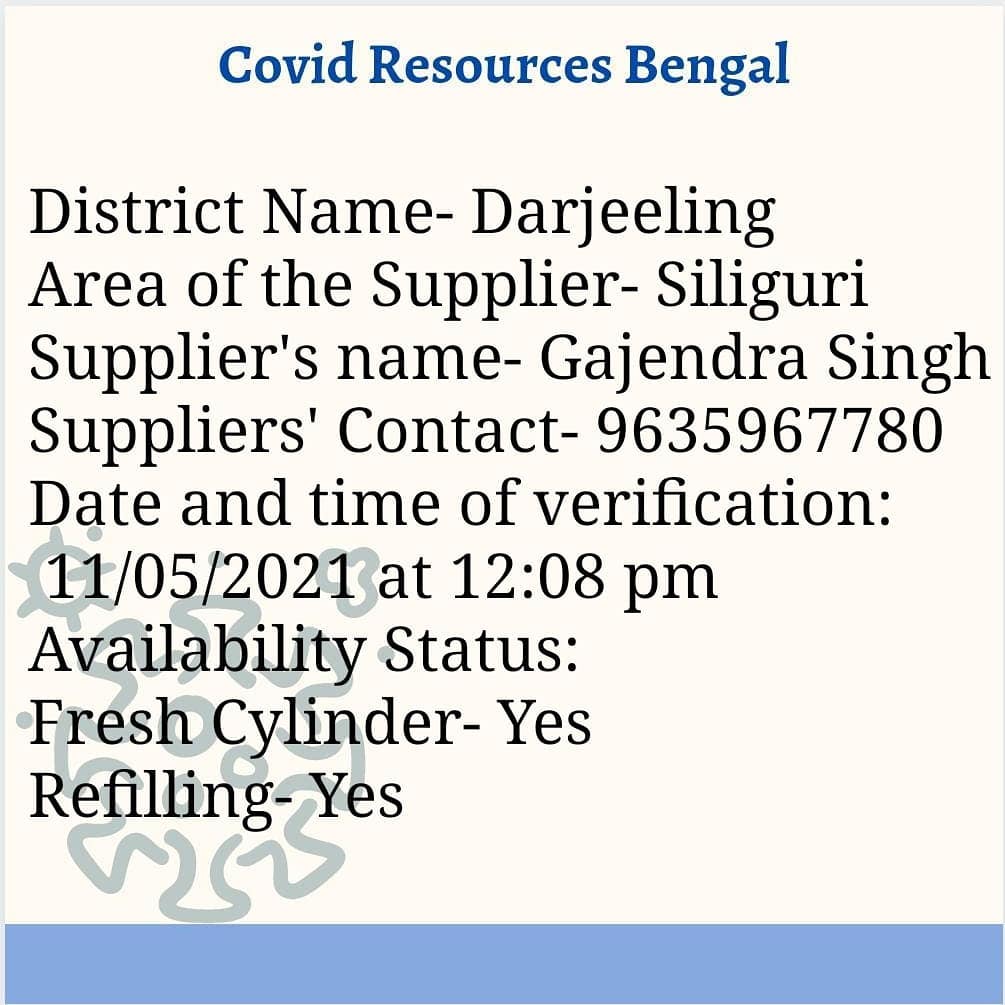 Covid Resources Bengal
District Name- Darjeeling
Area of the Supplier- Siliguri
Supplier's name- Gajendra Singh
Suppliers' Contact- 9635967780
Date and time of verification:
11/05/2021 at 12:08 pm
Availability Status:
Fresh Cylinder- Yes
Refilling- Yes